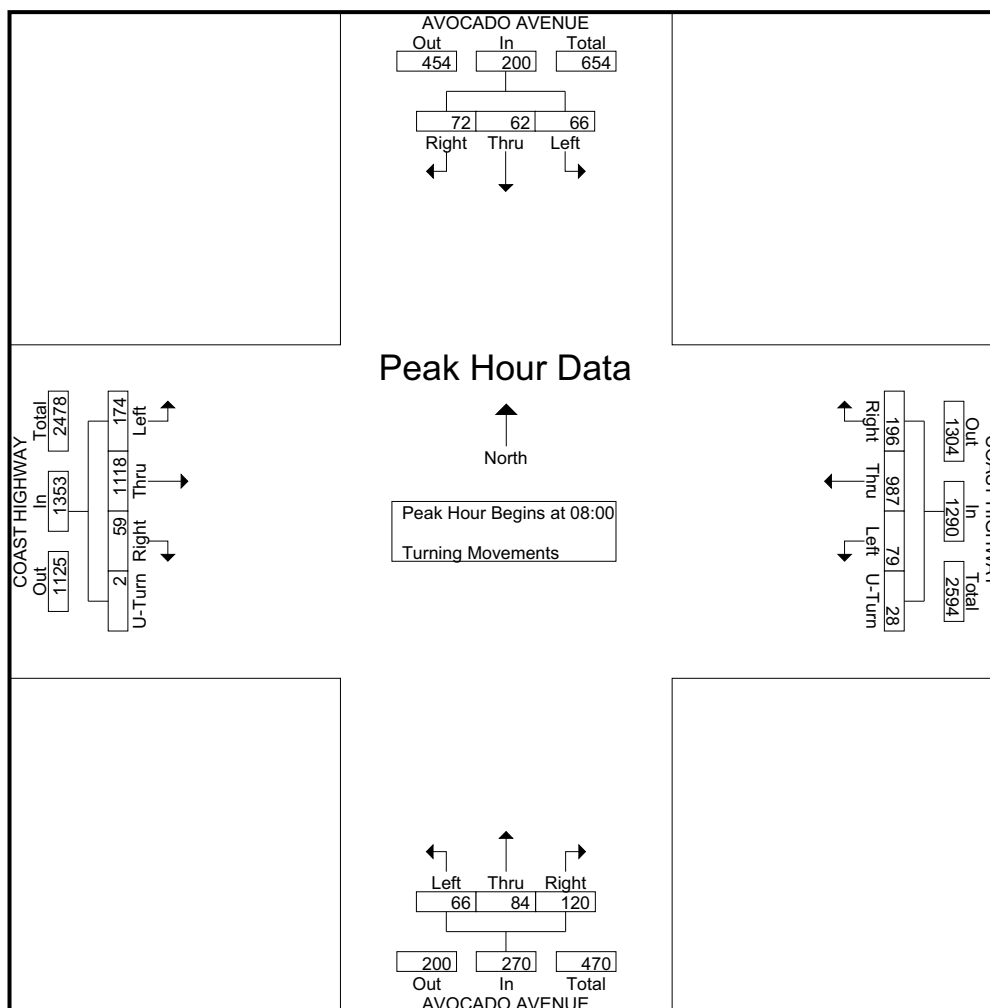 AVOCADO AVENUE
Out In Total
454 200 654
72 62 66
Right Thru Left
Peak Hour Data
North
Peak Hour Begins at 08:00
Turning Movements
COAST HIGHWAY
Total In Out
2478 1353 1125
174 1118 59 2
Left Thru Right U-Turn
Right Thru Left U-Turn
196 987 79 28
1304 1290 2594
Out In Total
COAST HIGHWAY
Left Thru Right
66 84 120
200 270 470
Out In Total
AVOCADO AVENUE